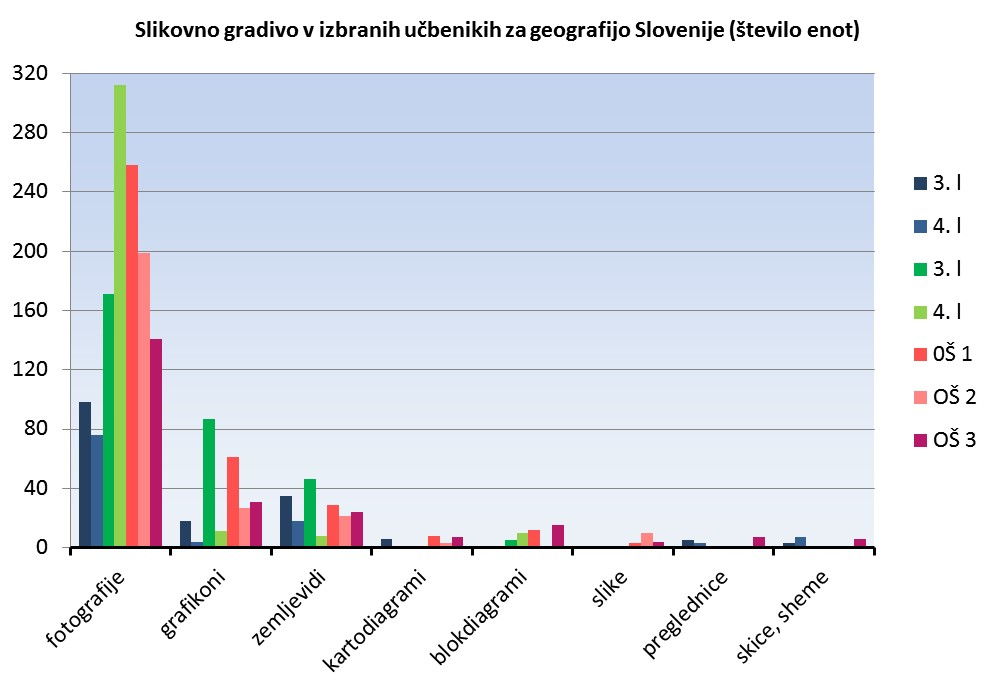 Slikovno gradivo v izbranih učbenikih za geografijo Slovenije (število enot)
320
280
240
200
160
120
80
40
0
fotografije
grafikoni
zemljevidi
kartodiagrami
blokdiagrami
slike
preglednice
skice, sheme
3. l
4. l
3. l
4. l
0Š 1
OŠ 2
OŠ 3